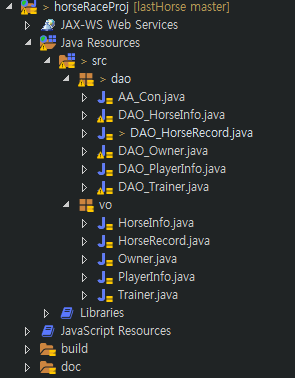 > horseRaceProj [lastHorse master]
JAX-WS Web Services
Java Resources
> src
> dao
AA_Con.java
DAO_HorseInfo.java
> DAO_HorseRecord.java
DAO_Owner.java
DAO_PlayerInfo.java
DAO_Trainer.java
vo
HorseInfo.java
HorseRecord.java
Owner.java
PlayerInfo.java
Trainer.java
Libraries
JavaScript Resources
build
doc